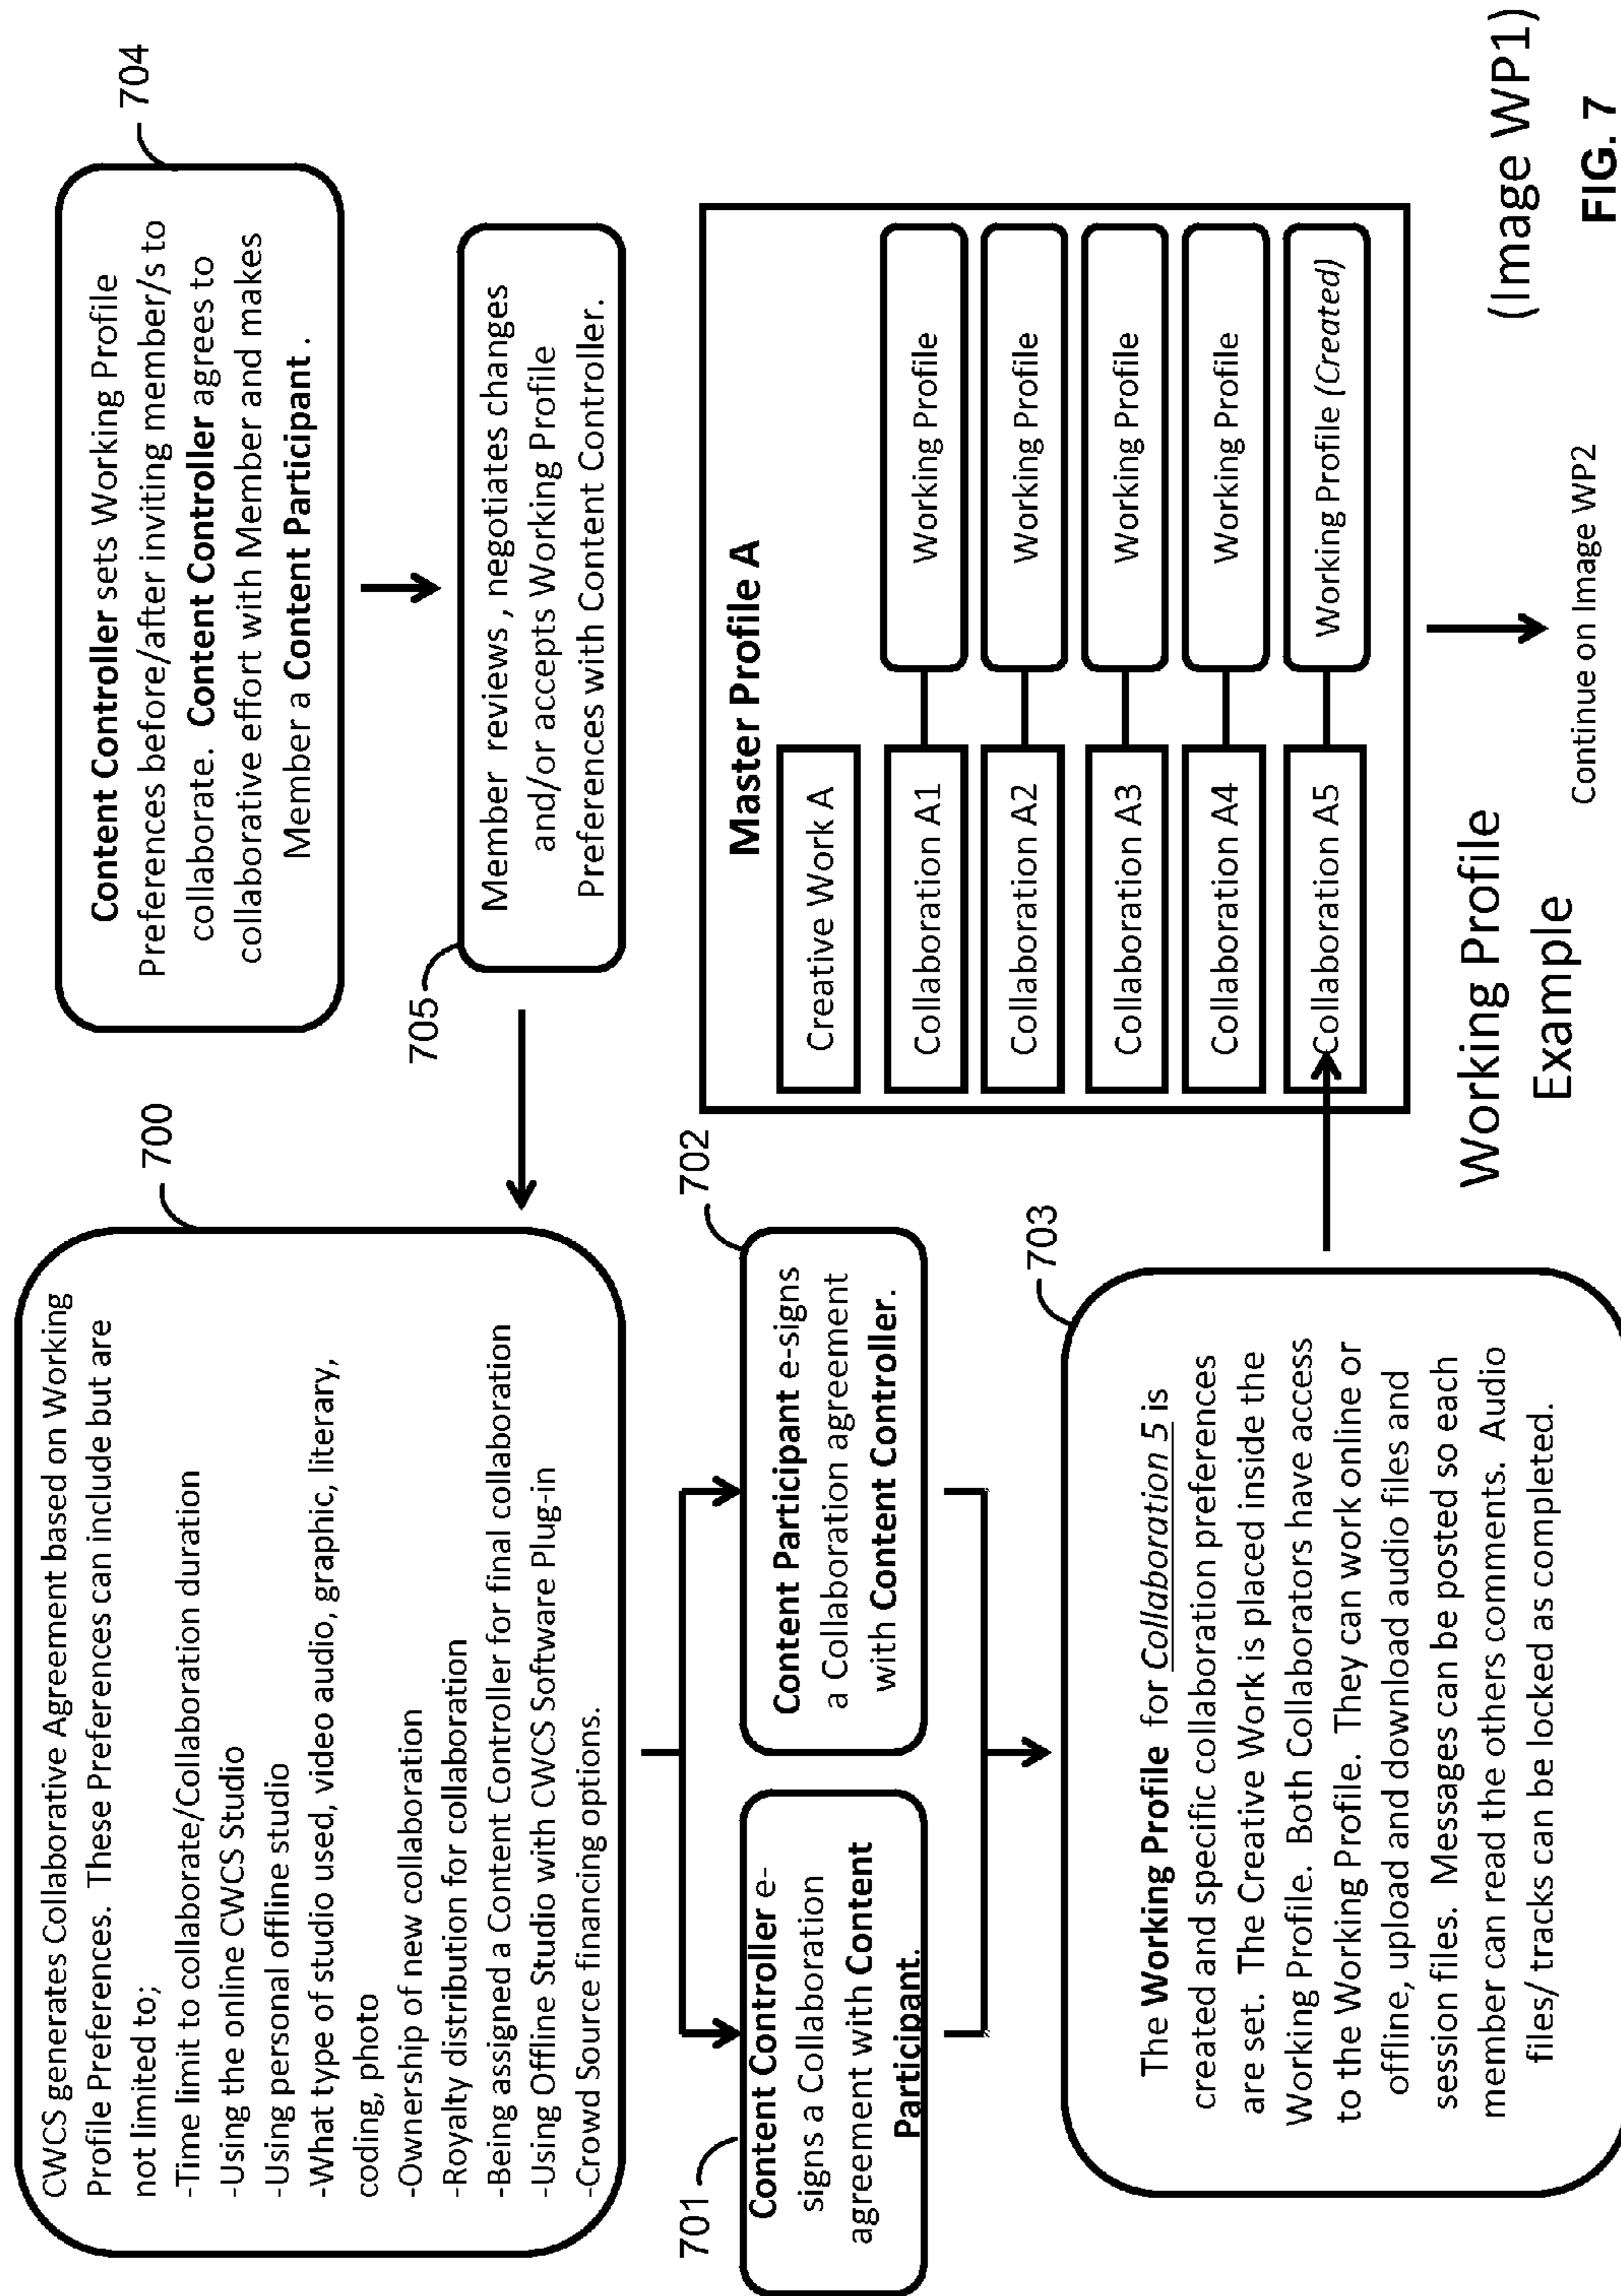 704
Content Controller sets Working Profile
Preferences before/after inviting member/s to
collaborate. Content Controller agrees to
collaborative effort with Member and makes
Member a Content Participant .
705
Member reviews , negotiates changes
and/or accepts Working Profile
Preferences with Content Controller.
700
CWCS generates Collaborative Agreement based on Working
Profile Preferences. These Preferences can include but are
not limited to;
-Time limit to collaborate/Collaboration duration
-Using the online CWCS Studio
-Using personal offline studio
-What type of studio used, video audio, graphic, literary,
coding, photo
-Ownership of new collaboration
-Royalty distribution for collaboration
-Being assigned a Content Controller for final collaboration
-Using Offline Studio with CWCS Software Plug-in
-Crowd Source financing options.
701
Content Controller e-
signs a Collaboration
agreement with Content
Participant.
702
Content Participant e-signs
a Collaboration agreement
with Content Controller.
703
The Working Profile for Collaboration 5 is
created and specific collaboration preferences
are set. The Creative Work is placed inside the
Working Profile. Both Collaborators have access
to the Working Profile. They can work online or
offline, upload and download audio files and
session files. Messages can be posted so each
member can read the others comments. Audio
files/ tracks can be locked as completed.
Master Profile A
Creative Work A
Collaboration A1
Working Profile
Collaboration A2
Working Profile
Collaboration A3
Working Profile
Collaboration A4
Working Profile
Collaboration A5
Working Profile (Created)
Working Profile
Example
Continue on Image WP2
(Image WP1)
FIG. 7